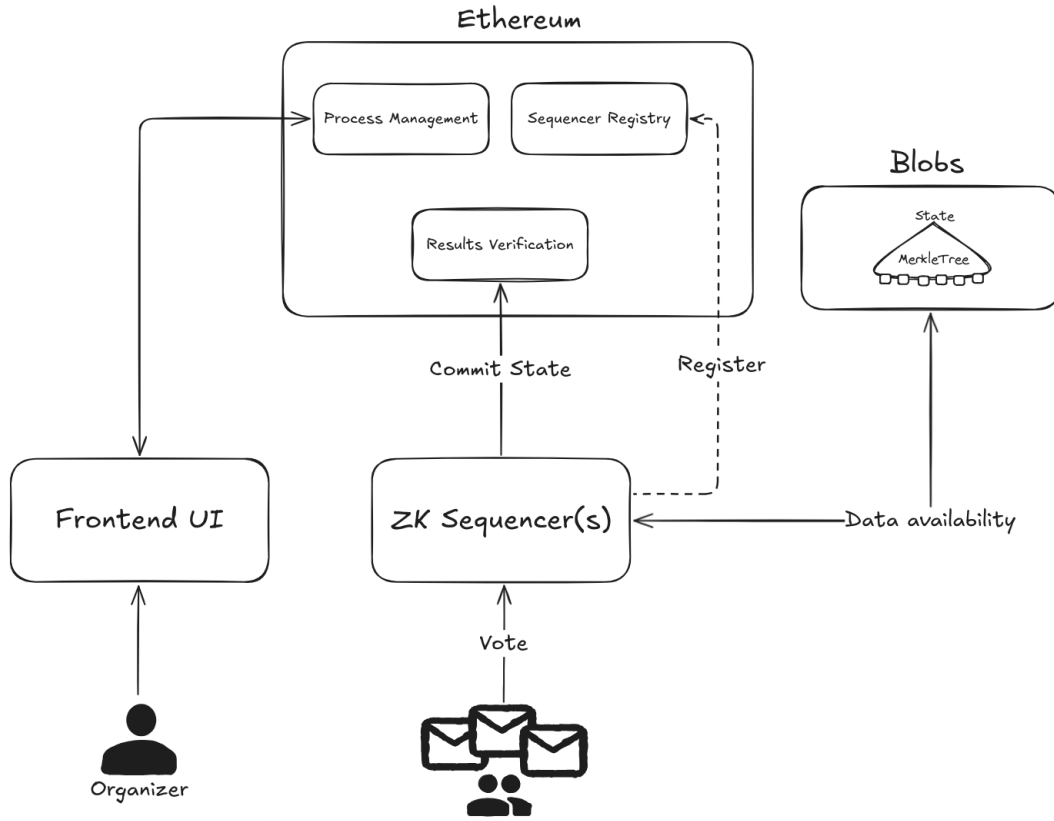 Ethereum
Process Management
Sequencer Registry
Blobs
State
MerkleTree
Results Verification
Commit State
Register
Frontend UI
ZK Sequencer(s)
Data availability
Vote
Organizer